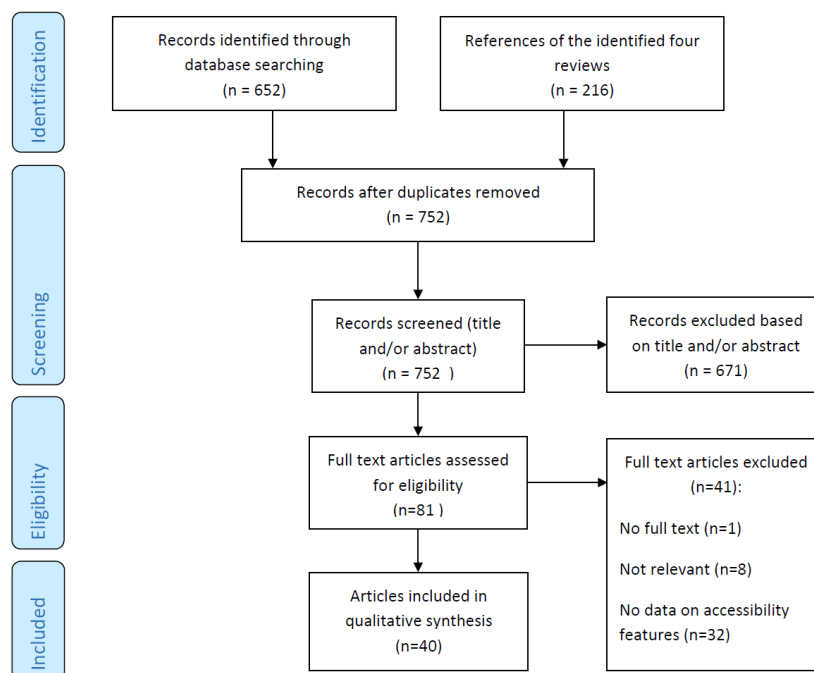 Identification
Records identified through
database searching
(n = 652)
References of the identified four
reviews
(n = 216)
Screening
Records after duplicates removed
(n = 752)
Records screened (title
and/or abstract)
(n = 752 )
Records excluded based
on title and/or abstract
(n = 671)
Eligibility
Full text articles assessed
for eligibility
(n=81 )
Full text articles excluded
(n=41):
No full text (n=1)
Not relevant (n=8)
No data on accessibility
features (n=32)
Included
Articles included in
qualitative synthesis
(n=40)